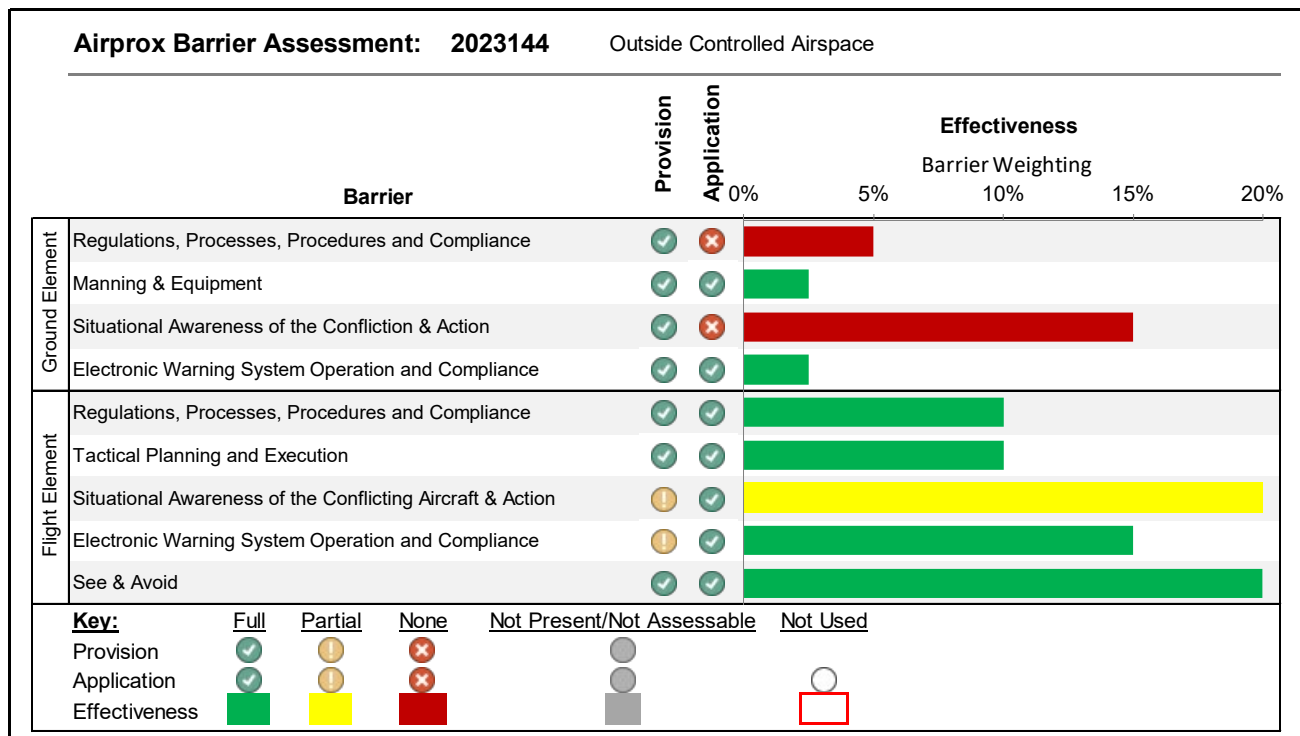 Airprox Barrier Assessment: 2023144 Outside Controlled Airspace
Provision
Application
Effectiveness
Barrier Weighting
Barrier
0% 5% 10% 15% 20%
Ground Element
Regulations, Processes, Procedures and Compliance
Manning & Equipment
Situational Awareness of the Confliction & Action
Electronic Warning System Operation and Compliance
Flight Element
Regulations, Processes, Procedures and Compliance
Tactical Planning and Execution
Situational Awareness of the Conflicting Aircraft & Action
Electronic Warning System Operation and Compliance
See & Avoid
Key: Full Partial None Not Present/Not Assessable Not Used
Provision
Application
Effectiveness